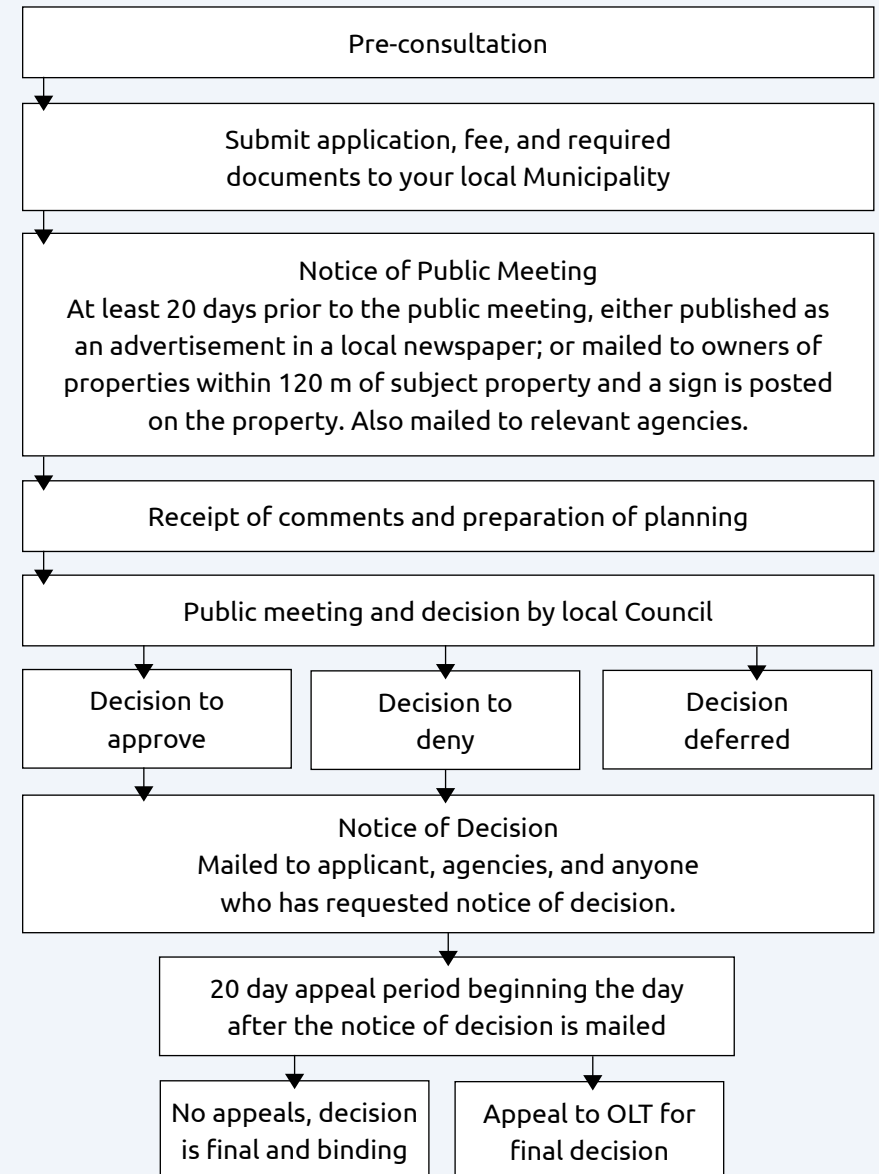 Pre-consultation
Submit application, fee, and required
documents to your local Municipality
Notice of Public Meeting
At least 20 days prior to the public meeting, either published as
an advertisement in a local newspaper; or mailed to owners of
properties within 120 m of subject property and a sign is posted
on the property. Also mailed to relevant agencies.
Receipt of comments and preparation of planning
Public meeting and decision by local Council
Decision to
approve
Decision to
deny
Decision
deferred
Notice of Decision
Mailed to applicant, agencies, and anyone
who has requested notice of decision.
20 day appeal period beginning the day
after the notice of decision is mailed
No appeals, decision
is final and binding
Appeal to OLT for
final decision